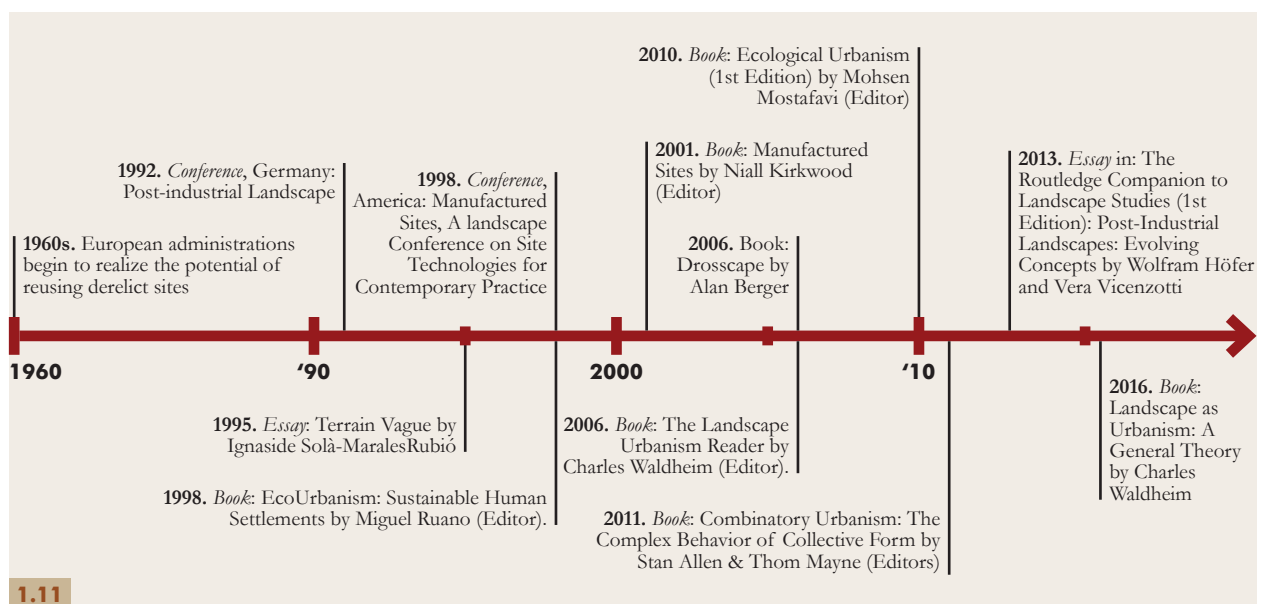 2010. Book: Ecological Urbanism
(1st Edition) by Mohsen
Mostafavi (Editor)
1992. Conference, Germany:
Post-industrial Landscape
1998. Conference,
America: Manufactured
Sites, A landscape
Conference on Site
Technologies for
Contemporary Practice
2001. Book: Manufactured
Sites by Niall Kirkwood
(Editor)
2013. Essay in: The
Routledge Companion to
Landscape Studies (1st
Edition): Post-Industrial
Landscapes: Evolving
Concepts by Wolfram Höfer
and Vera Vicenzotti
1960s. European administrations
begin to realize the potential of
reusing derelict sites
2006. Book:
Drosscape by
Alan Berger
1960
‘90
2000
‘10
1995. Essay: Terrain Vague by
Ignaside Solà-MaralesRubió
2006. Book: The Landscape
Urbanism Reader by
Charles Waldheim (Editor).
2016. Book:
Landscape as
Urbanism: A
General Theory
by Charles
Waldheim
1998. Book: EcoUrbanism: Sustainable Human
Settlements by Miguel Ruano (Editor).
2011. Book: Combinatory Urbanism: The
Complex Behavior of Collective Form by
Stan Allen & Thom Mayne (Editors)
1.11